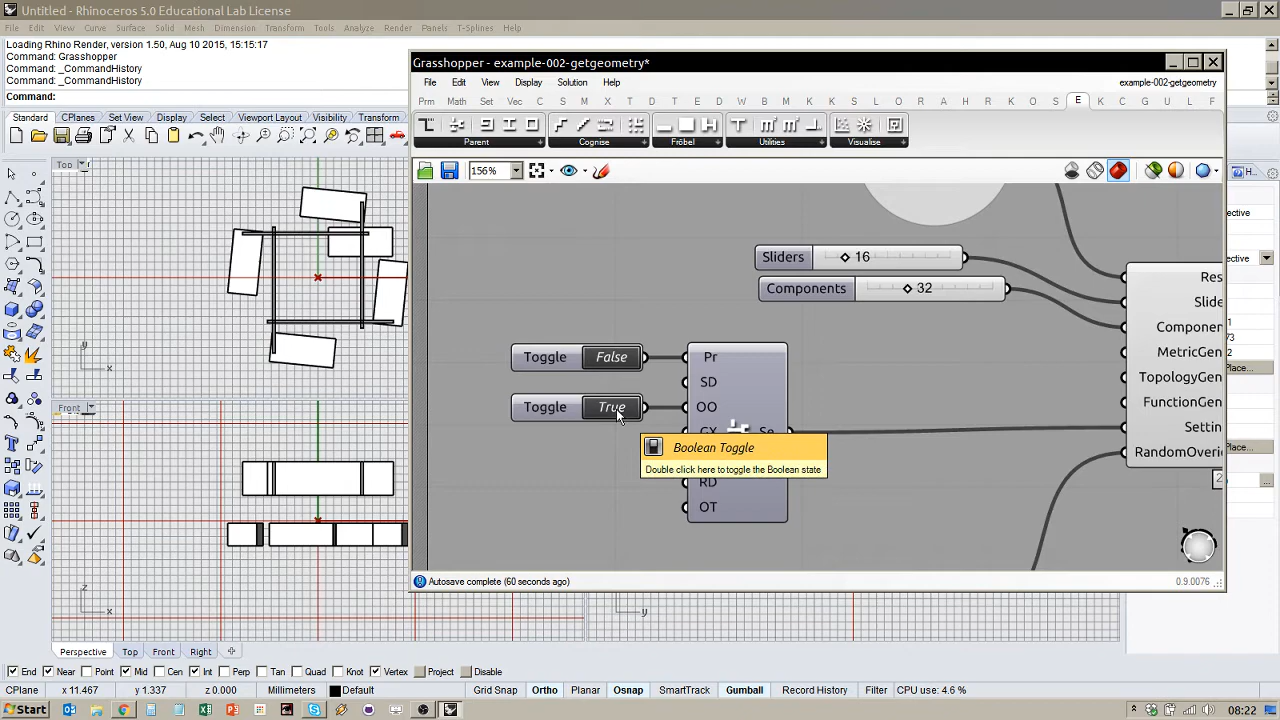 Untitled - Rhinoceros 5.0 Educational Lab License
File Edit View Curve Surface Solid Mesh Dimension Transform Tools Analyze Render Panels T-Splines Help
Loading Rhino Render, version 1.50, Aug 10 2015, 15:15:17
Command: Grasshopper
Command: _CommandHistory
Command: _CommandHistory
Command:
Standard CPlanes Set View Display Select Viewport Layout Visibility Transform
Grasshopper - example-002-getgeometry*
File Edit View Display Solution Help
example-002-getgeometry
Prm Math Set Vec C S M X T D A D W B M A S L O R A D K S O S E K C O G F
Parent Cognise Fröbel Utilities Visualise
156%
Top
Sliders 16
Components 32
Toggle False
Toggle True
Pr
SD
OO
GX
Se
RD
OT
Boolean Toggle
Double click here to toggle the Boolean state
Res
Slide
Componen
MetricGen
TopologyGen
FunctionGen
Settin
RandomOveri
2
Autosave complete (60 seconds ago)
0.9.0076
H...
ective
ective
1
Place...
Place...
...
y
x
Front
z
x
y
Perspective Top Front Right
End Near Point Mid Cen Int Perp Tan Quad Knot Vertex Project Disable
CPlane x 11.467 y 1.337 z 0.000 Millimeters Default Grid Snap Ortho Planar Osnap SmartTrack Gumball Record History Filter CPU use: 4.6 %
Start
08:22